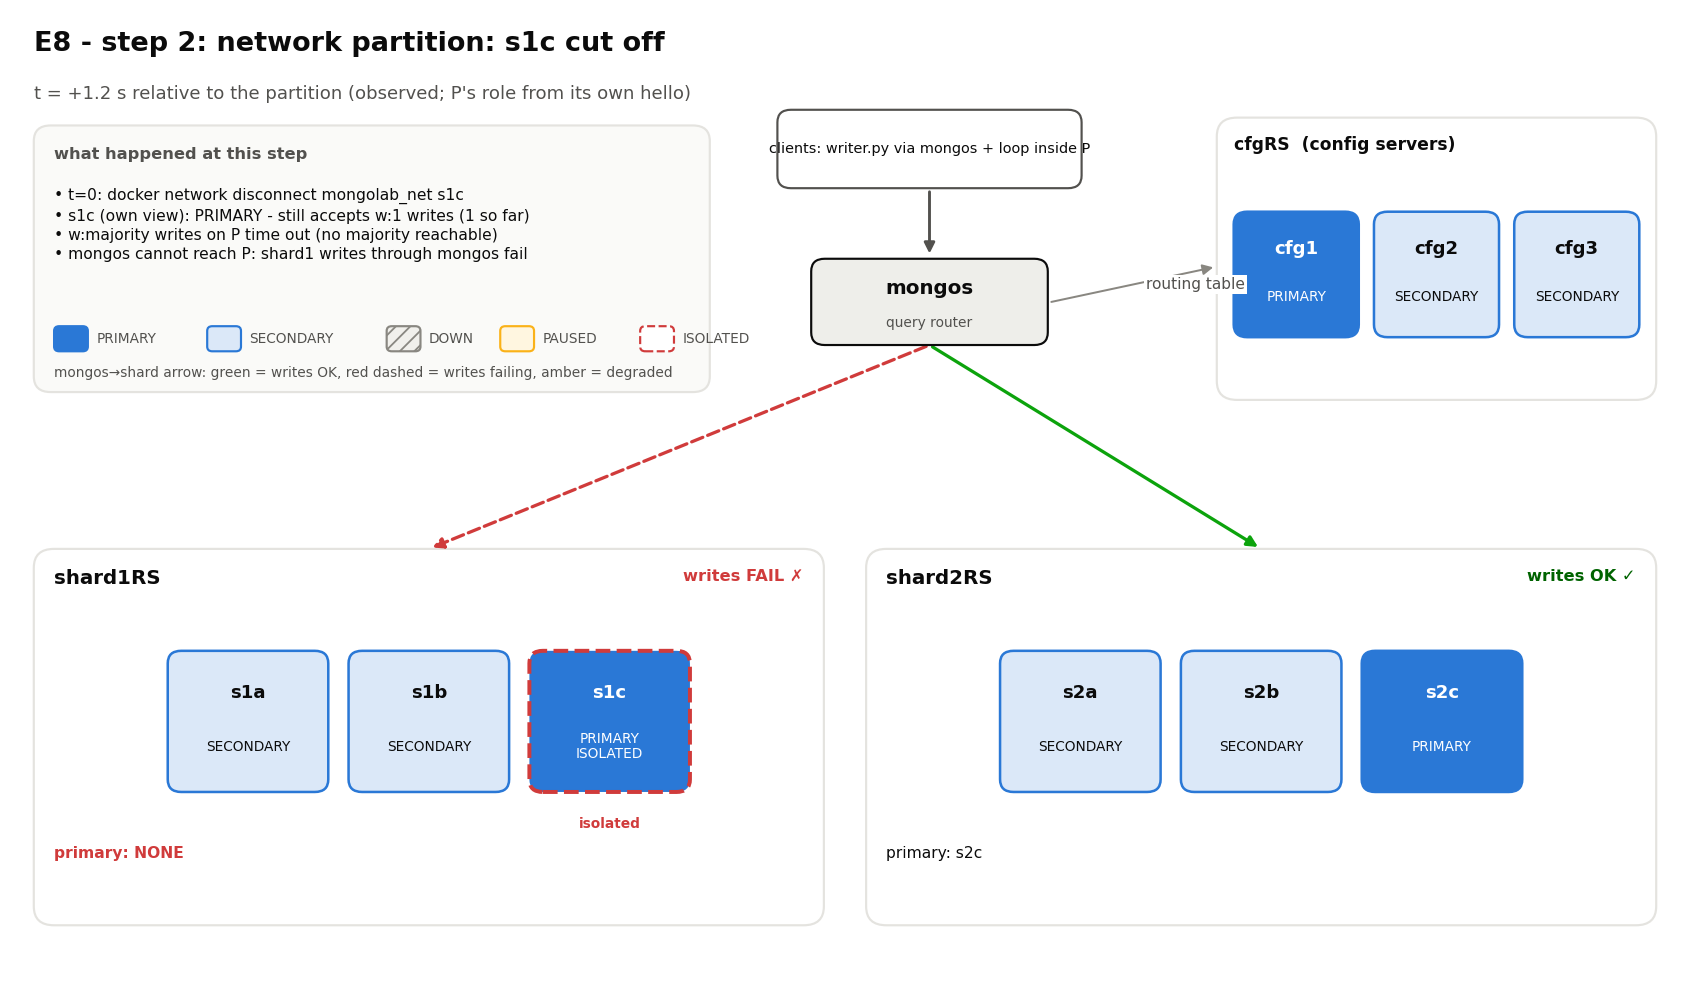 E8 - step 2: network partition: s1c cut off
t = +1.2 s relative to the partition (observed; P's role from its own hello)
what happened at this step
• t=0: docker network disconnect mongolab_net s1c
• s1c (own view): PRIMARY - still accepts w:1 writes (1 so far)
• w:majority writes on P time out (no majority reachable)
• mongos cannot reach P: shard1 writes through mongos fail
PRIMARY
SECONDARY
DOWN
PAUSED
ISOLATED
mongos→shard arrow: green = writes OK, red dashed = writes failing, amber = degraded
clients: writer.py via mongos + loop inside P
mongos
query router
routing table
cfgRS (config servers)
cfg1
PRIMARY
cfg2
SECONDARY
cfg3
SECONDARY
shard1RS
writes FAIL ✗
s1a
SECONDARY
s1b
SECONDARY
s1c
PRIMARY
ISOLATED
isolated
primary: NONE
shard2RS
writes OK ✓
s2a
SECONDARY
s2b
SECONDARY
s2c
PRIMARY
primary: s2c